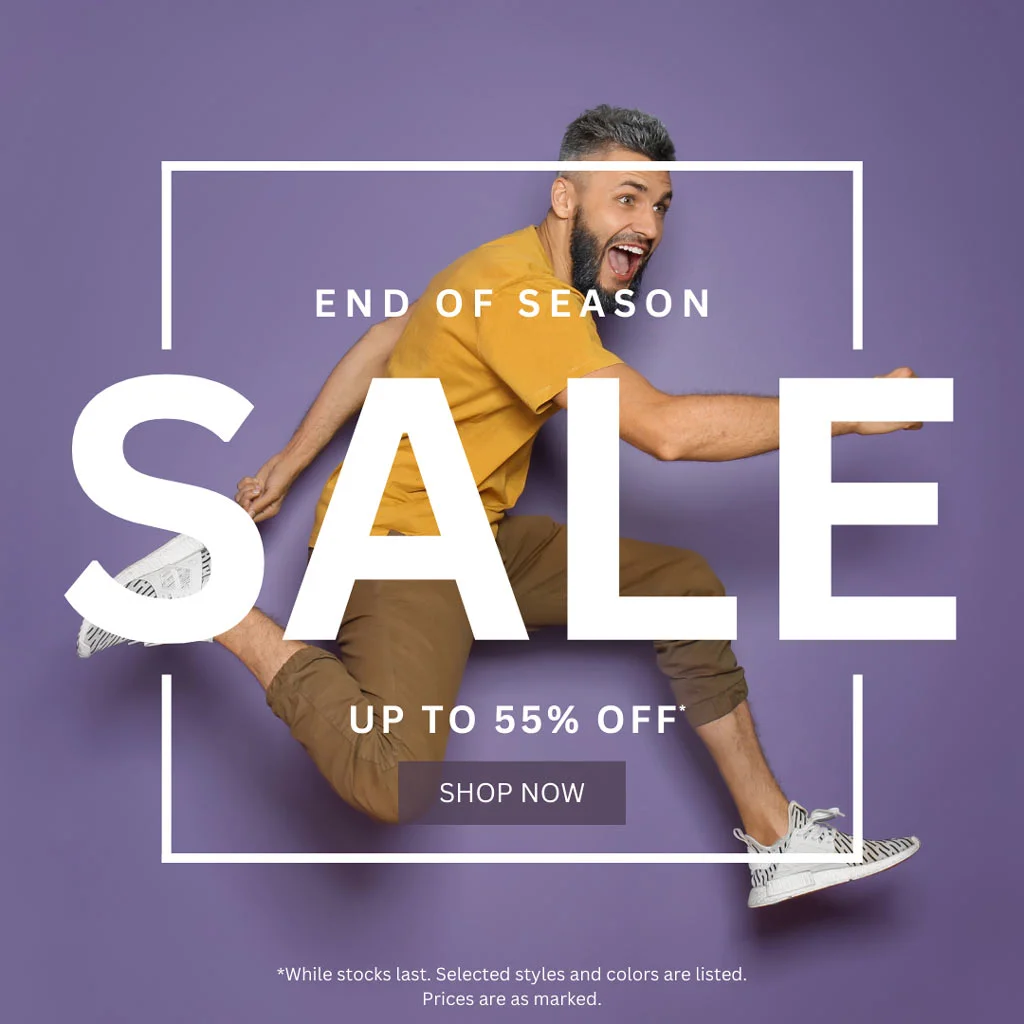 END OF SEASON
SALE
UP TO 55% OFF*
SHOP NOW
*While stocks last. Selected styles and colors are listed.
Prices are as marked.